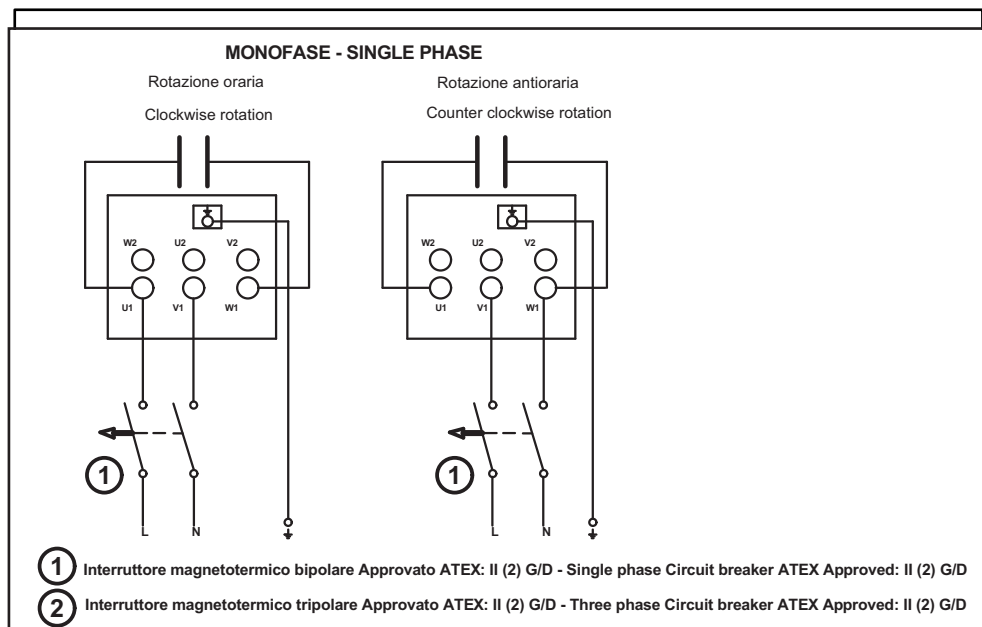 MONOFASE - SINGLE PHASE
Rotazione oraria
Rotazione antioraria
Clockwise rotation
Counter clockwise rotation
W2 U2 V2
W2 U2 V2
U1 V1 W1
U1 V1 W1
1
1
L N
L N
1 Interruttore magnetotermico bipolare Approvato ATEX: II (2) G/D - Single phase Circuit breaker ATEX Approved: II (2) G/D
2 Interruttore magnetotermico tripolare Approvato ATEX: II (2) G/D - Three phase Circuit breaker ATEX Approved: II (2) G/D